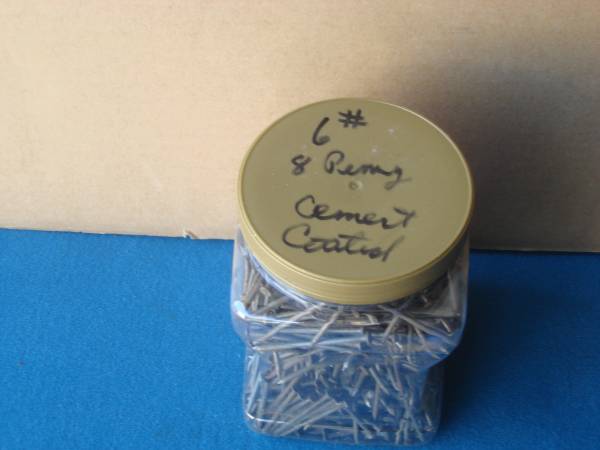 6#
8 Penny
Cement
Coated